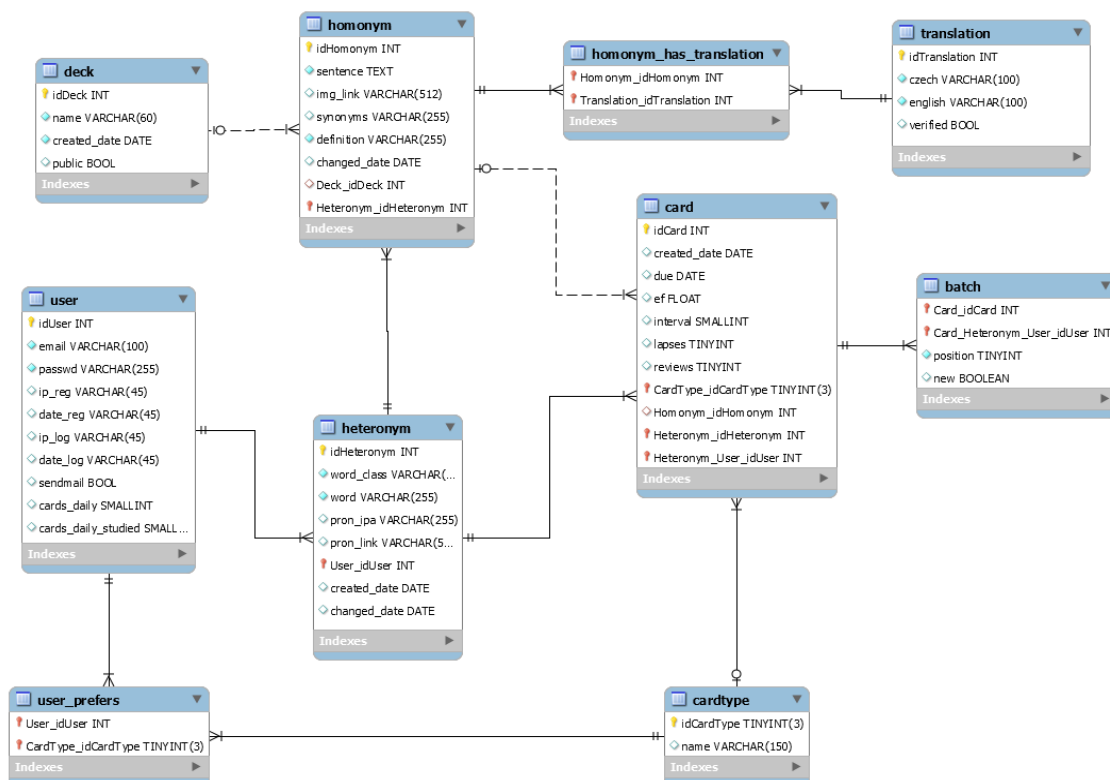 deck
idDeck INT
name VARCHAR(60)
created_date DATE
public BOOL
Indexes
homonym
idHomonym INT
sentence TEXT
img_link VARCHAR(512)
synonyms VARCHAR(255)
definition VARCHAR(255)
changed_date DATE
Deck_idDeck INT
Heteronym_idHeteronym INT
Indexes
homonym_has_translation
Homonym_idHomonym INT
Translation_idTranslation INT
Indexes
translation
idTranslation INT
czech VARCHAR(100)
english VARCHAR(100)
verified BOOL
Indexes
user
idUser INT
email VARCHAR(100)
passwd VARCHAR(255)
ip_reg VARCHAR(45)
date_reg VARCHAR(45)
ip_log VARCHAR(45)
date_log VARCHAR(45)
sendmail BOOL
cards_daily SMALLINT
cards_daily_studied SMALL...
Indexes
heteronym
idHeteronym INT
word_class VARCHAR(...
word VARCHAR(255)
pron_ipa VARCHAR(255)
pron_link VARCHAR(5...
User_idUser INT
created_date DATE
changed_date DATE
Indexes
card
idCard INT
created_date DATE
due DATE
ef FLOAT
interval SMALLINT
lapses TINYINT
reviews TINYINT
CardType_idCardType TINYINT(3)
Homonym_idHomonym INT
Heteronym_idHeteronym INT
Heteronym_User_idUser INT
Indexes
batch
Card_idCard INT
Card_Heteronym_User_idUser INT
position TINYINT
new BOOLEAN
Indexes
user_prefers
User_idUser INT
CardType_idCardType TINYINT(3)
Indexes
cardtype
idCardType TINYINT(3)
name VARCHAR(150)
Indexes